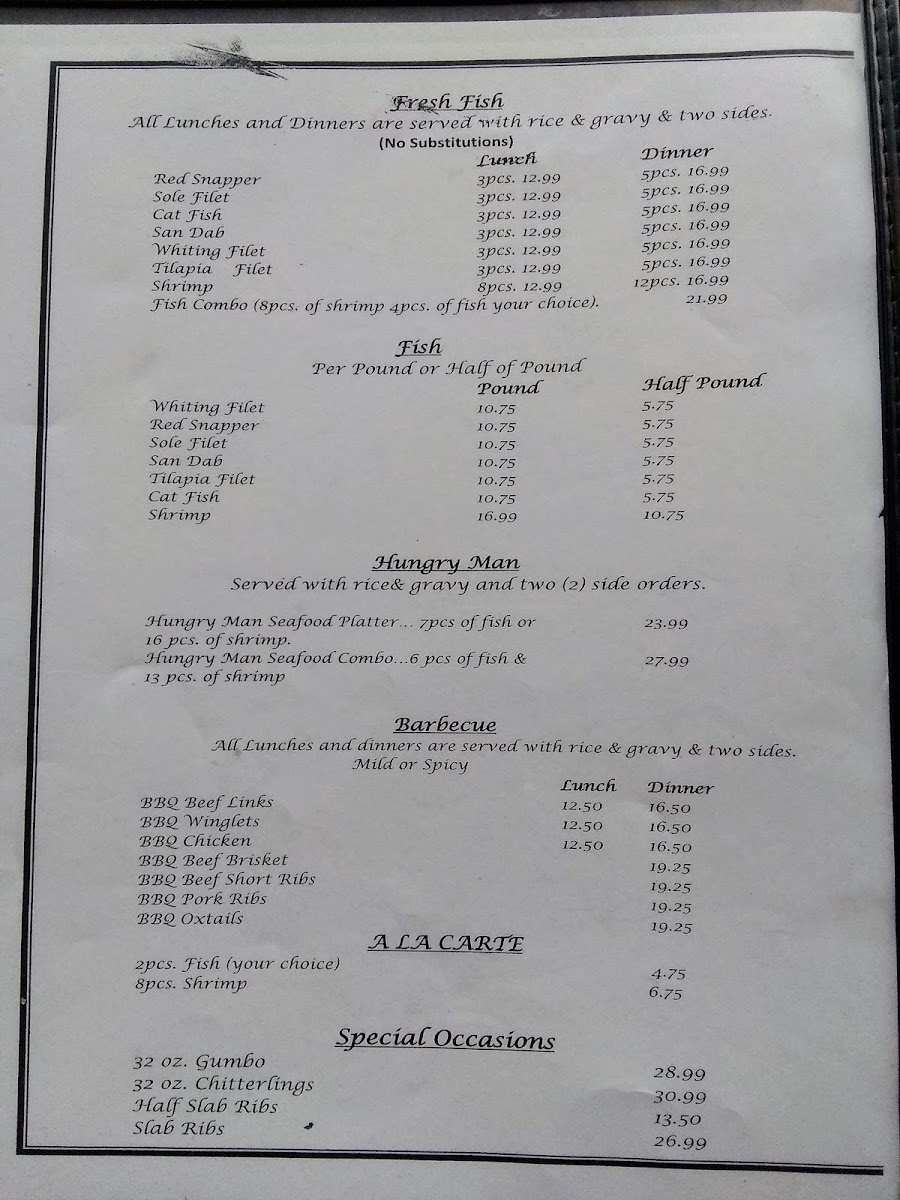 Fresh Fish
All Lunches and Dinners are served with rice & gravy & two sides.
(No Substitutions)
Lunch Dinner
Red Snapper 3pcs. 12.99 5pcs. 16.99
Sole Filet 3pcs. 12.99 5pcs. 16.99
Cat Fish 3pcs. 12.99 5pcs. 16.99
San Dab 3pcs. 12.99 5pcs. 16.99
Whiting Filet 3pcs. 12.99 5pcs. 16.99
Tilapia Filet 3pcs. 12.99 5pcs. 16.99
Shrimp 8pcs. 12.99 12pcs. 16.99
Fish Combo (8pcs. of shrimp 4pcs. of fish your choice). 21.99
Fish
Per Pound or Half of Pound
Pound Half Pound
Whiting Filet 10.75 5.75
Red Snapper 10.75 5.75
Sole Filet 10.75 5.75
San Dab 10.75 5.75
Tilapia Filet 10.75 5.75
Cat Fish 10.75 5.75
Shrimp 16.99 10.75
Hungry Man
Served with rice& gravy and two (2) side orders.
Hungry Man Seafood Platter... 7pcs of fish or 23.99
16 pcs. of shrimp.
Hungry Man Seafood Combo...6 pcs of fish & 27.99
13 pcs. of shrimp
Barbecue
All Lunches and dinners are served with rice & gravy & two sides.
Mild or Spicy
Lunch Dinner
BBQ Beef Links 12.50 16.50
BBQ Winglets 12.50 16.50
BBQ Chicken 12.50 16.50
BBQ Beef Brisket 19.25
BBQ Beef Short Ribs 19.25
BBQ Pork Ribs 19.25
BBQ Oxtails 19.25
A LA CARTE
2pcs. Fish (your choice) 4.75
8pcs. Shrimp 6.75
Special Occasions
32 oz. Gumbo 28.99
32 oz. Chitterlings 30.99
Half Slab Ribs 13.50
Slab Ribs 26.99